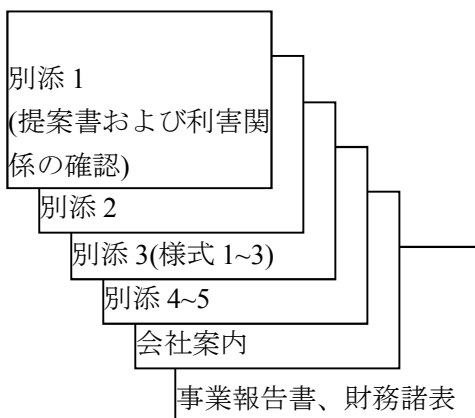 別添 1
(提案書および利害関
係の確認)
別添 2
別添 3(様式 1~3)
別添 4~5
会社案内
事業報告書、財務諸表